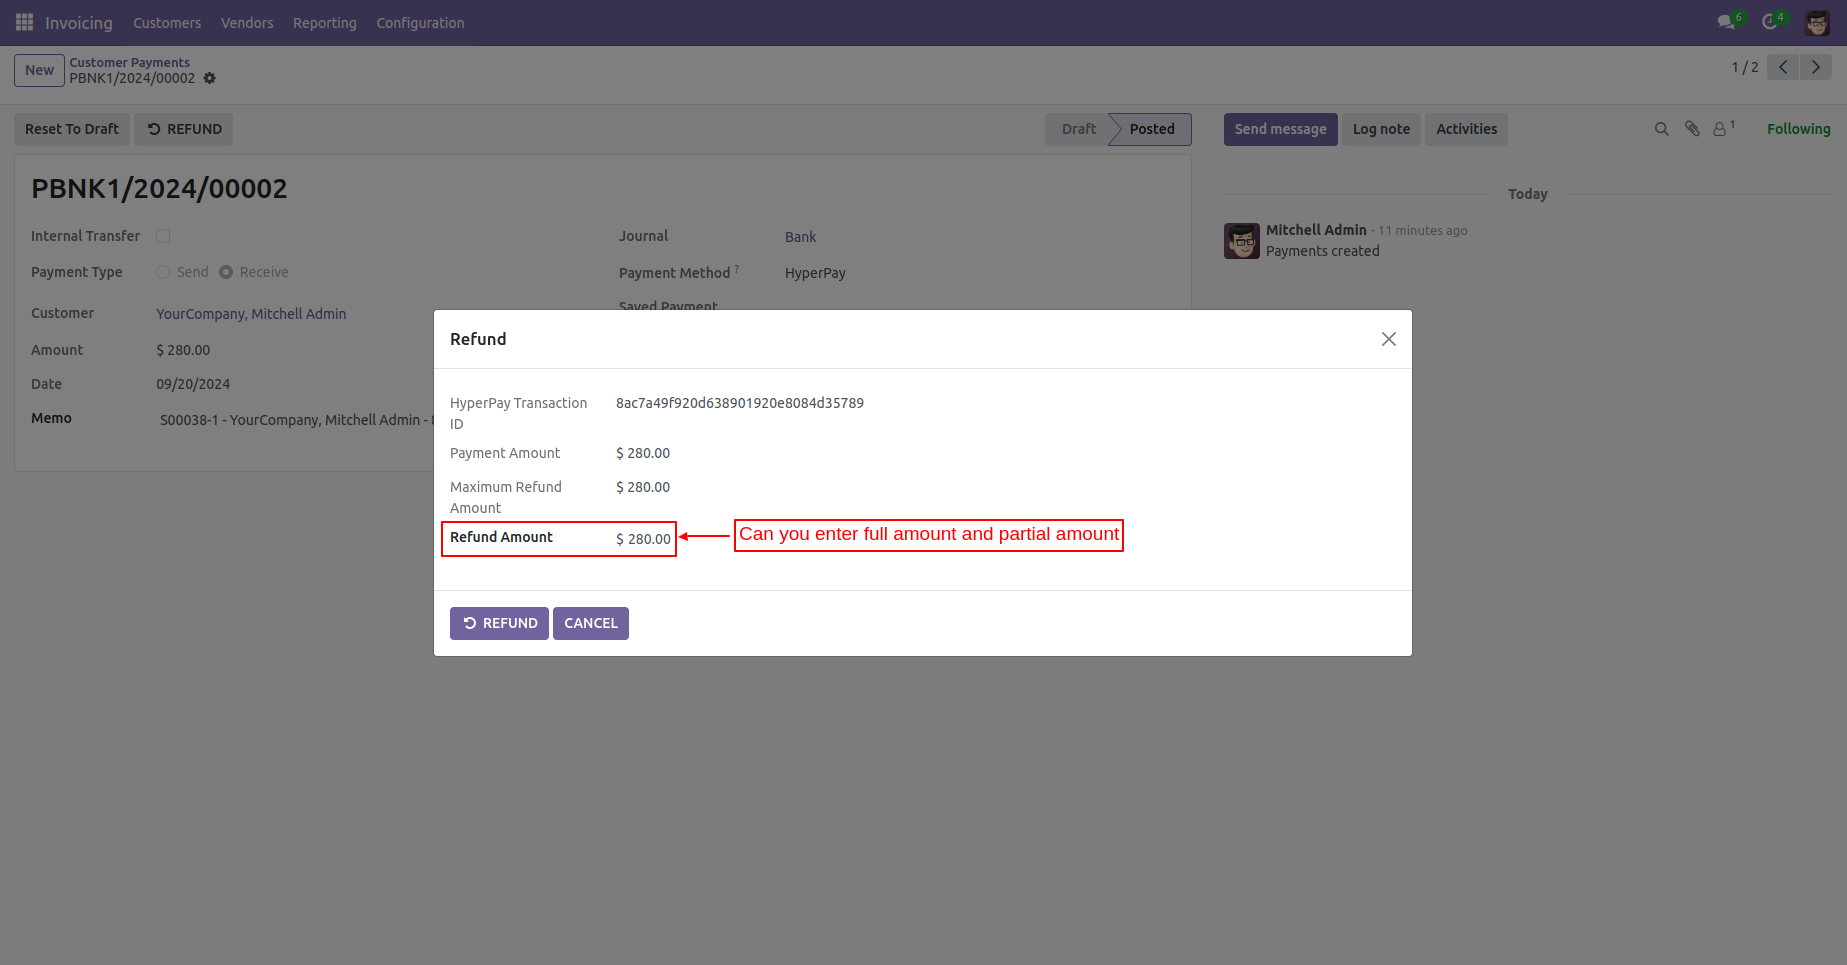 Invoicing Customers Vendors Reporting Configuration 6 4
New Customer Payments
PBNK1/2024/00002
1 / 2
Reset To Draft REFUND Draft Posted Send message Log note Activities 1 Following
PBNK1/2024/00002
Today
Internal Transfer Journal Bank
Mitchell Admin - 11 minutes ago
Payments created
Payment Type Send Receive Payment Method ? HyperPay
Saved Payment
Customer YourCompany, Mitchell Admin
Amount $ 280.00
Date 09/20/2024
Memo S00038-1 - YourCompany, Mitchell Admin - 8
Refund
HyperPay Transaction ID 8ac7a49f920d638901920e8084d35789
Payment Amount $ 280.00
Maximum Refund Amount $ 280.00
Refund Amount $ 280.00 Can you enter full amount and partial amount
REFUND CANCEL